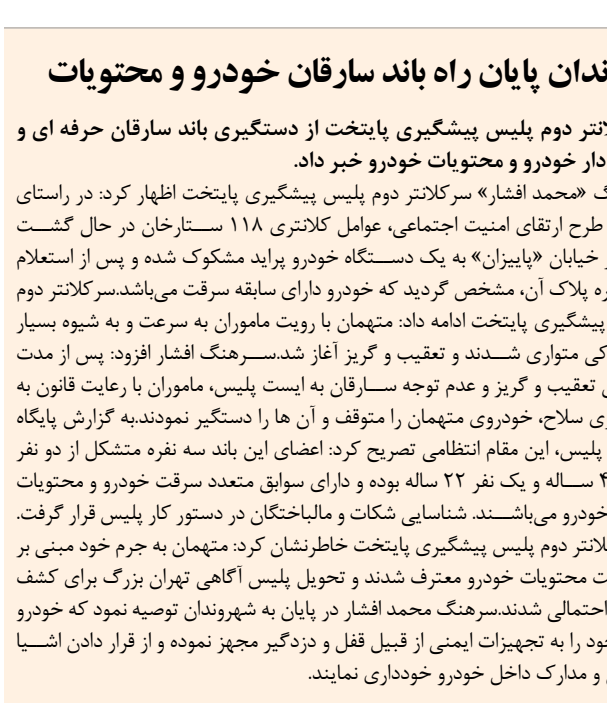 پایان راه باند سارقان خودرو و محتویات
دوم پلیس پیشگیری پایتخت از دستگیری باند سارقان حرفه ای و
خودرو و محتویات خودرو خبر داد.
«محمد افشار» سرکلانتر دوم پلیس پیشگیری پایتخت اظهار کرد: در راستای
طرح ارتقای امنیت اجتماعی، عوامل کلانتری ۱۱۸ ستارخان در حال گشت
خیابان «پاییزان» به یک دستگاه خودرو پراید مشکوک شده و پس از استعلام
پلاک آن، مشخص گردید که خودرو دارای سابقه سرقت می‌باشد.سرکلانتر دوم
پیشگیری پایتخت ادامه داد: متهمان با رویت ماموران به سرعت و به شیوه بسیار
متواری شدند و تعقیب و گریز آغاز شد.سرهنگ افشار افزود: پس از مدت
تعقیب و گریز و عدم توجه سارقان به ایست پلیس، ماموران با رعایت قانون به
سلاح، خودروی متهمان را متوقف و آن ها را دستگیر نمودند.به گزارش پایگاه
پلیس، این مقام انتظامی تصریح کرد: اعضای این باند سه نفره متشکل از دو نفر
ساله و یک نفر ۲۲ ساله بوده و دارای سوابق متعدد سرقت خودرو و محتویات
خودرو می‌باشند. شناسایی شکات و مالباختگان در دستور کار پلیس قرار گرفت.
دوم پلیس پیشگیری پایتخت خاطرنشان کرد: متهمان به جرم خود مبنی بر
محتویات خودرو معترف شدند و تحویل پلیس آگاهی تهران بزرگ برای کشف
احتمالی شدند.سرهنگ محمد افشار در پایان به شهروندان توصیه نمود که خودرو
را به تجهیزات ایمنی از قبیل قفل و دزدگیر مجهز نموده و از قرار دادن اشیا
و مدارک داخل خودرو خودداری نمایند.